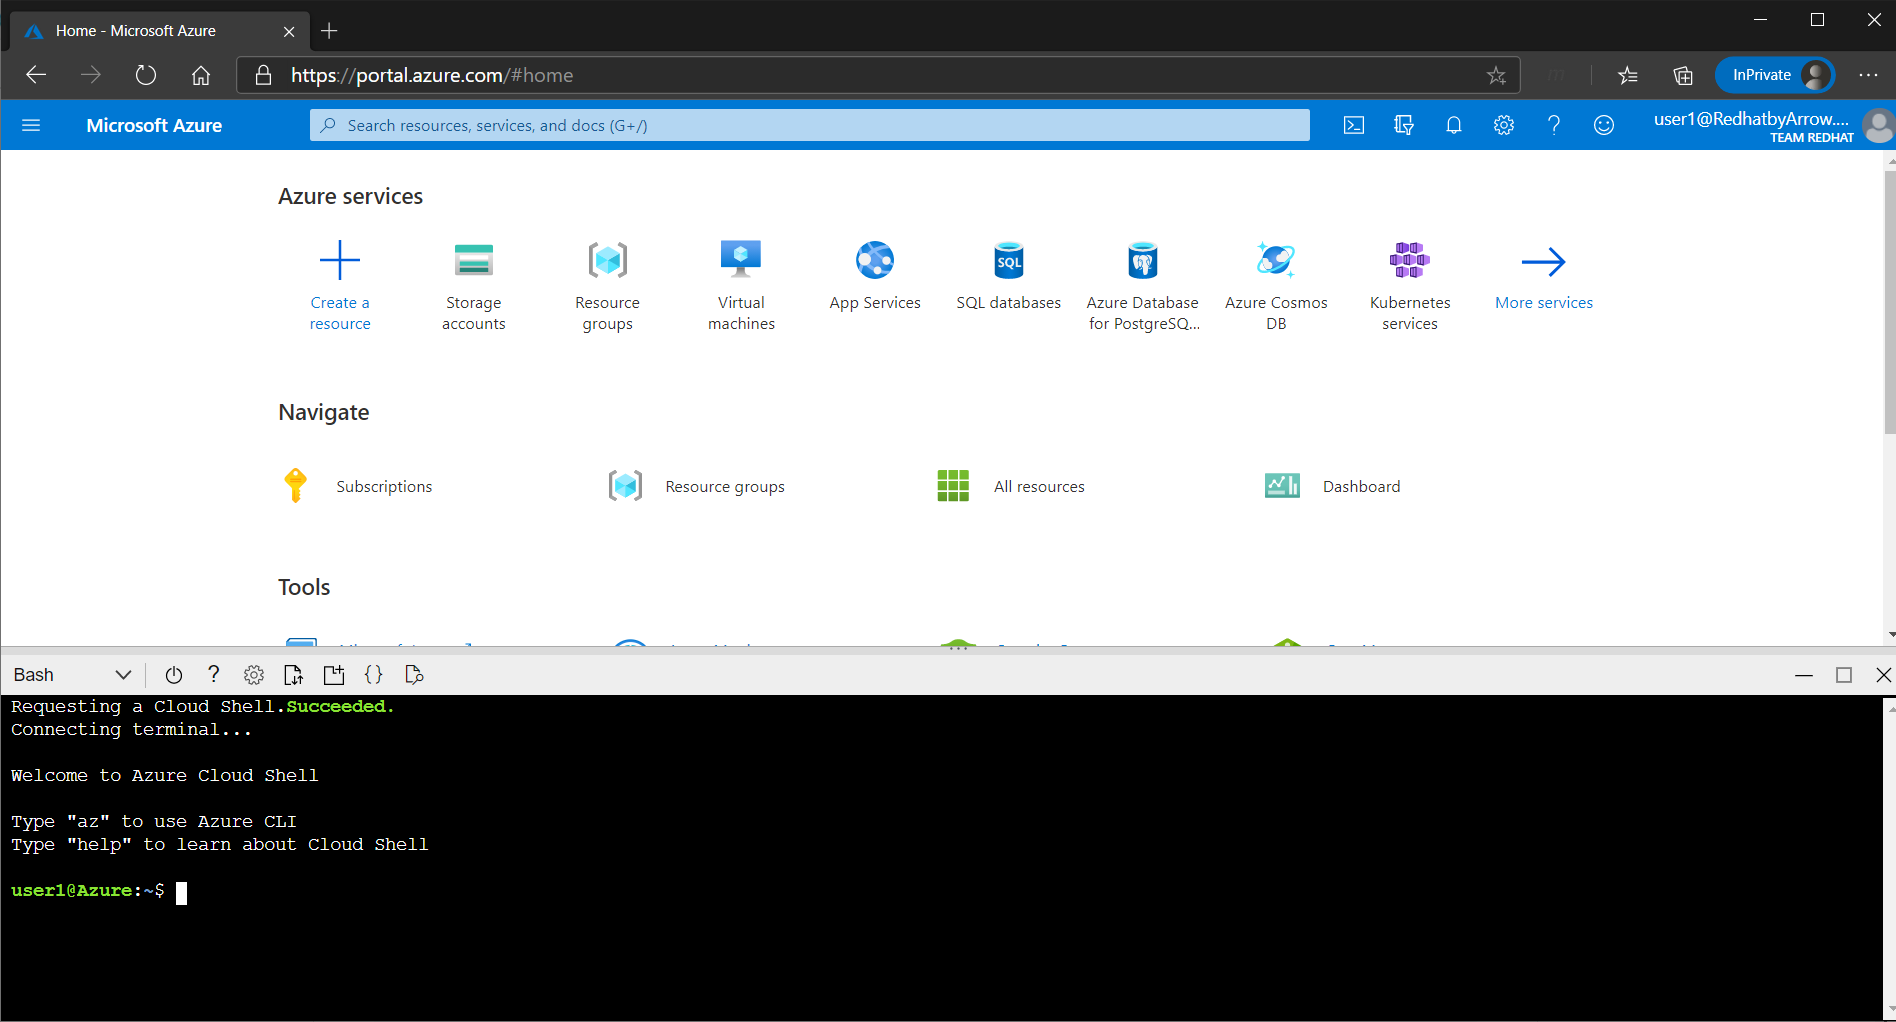 Home - Microsoft Azure
https://portal.azure.com/#home
InPrivate
Microsoft Azure
Search resources, services, and docs (G+/)
user1@RedhatbyArrow....
TEAM REDHAT
Azure services
Create a
resource
Storage
accounts
Resource
groups
Virtual
machines
App Services
SQL
SQL databases
Azure Database
for PostgreSQ...
Azure Cosmos
DB
Kubernetes
services
More services
Navigate
Subscriptions
Resource groups
All resources
Dashboard
Tools
Bash
Requesting a Cloud Shell.Succeeded.
Connecting terminal...
Welcome to Azure Cloud Shell
Type "az" to use Azure CLI
Type "help" to learn about Cloud Shell
user1@Azure:~$